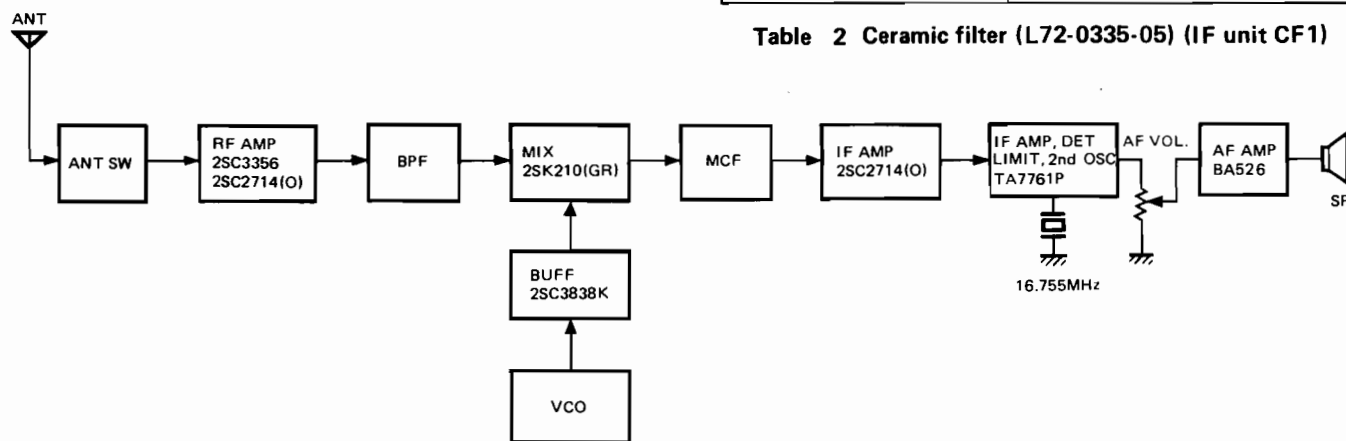 Table 2 Ceramic filter (L72-0335-05) (IF unit CF1)
ANT
ANT SW
RF AMP
2SC3356
2SC2714(O)
BPF
MIX
2SK210(GR)
MCF
IF AMP
2SC2714(O)
IF AMP, DET
LIMIT, 2nd OSC
TA7761P
AF VOL.
AF AMP
BA526
SP
16.755MHz
BUFF
2SC3838K
VCO